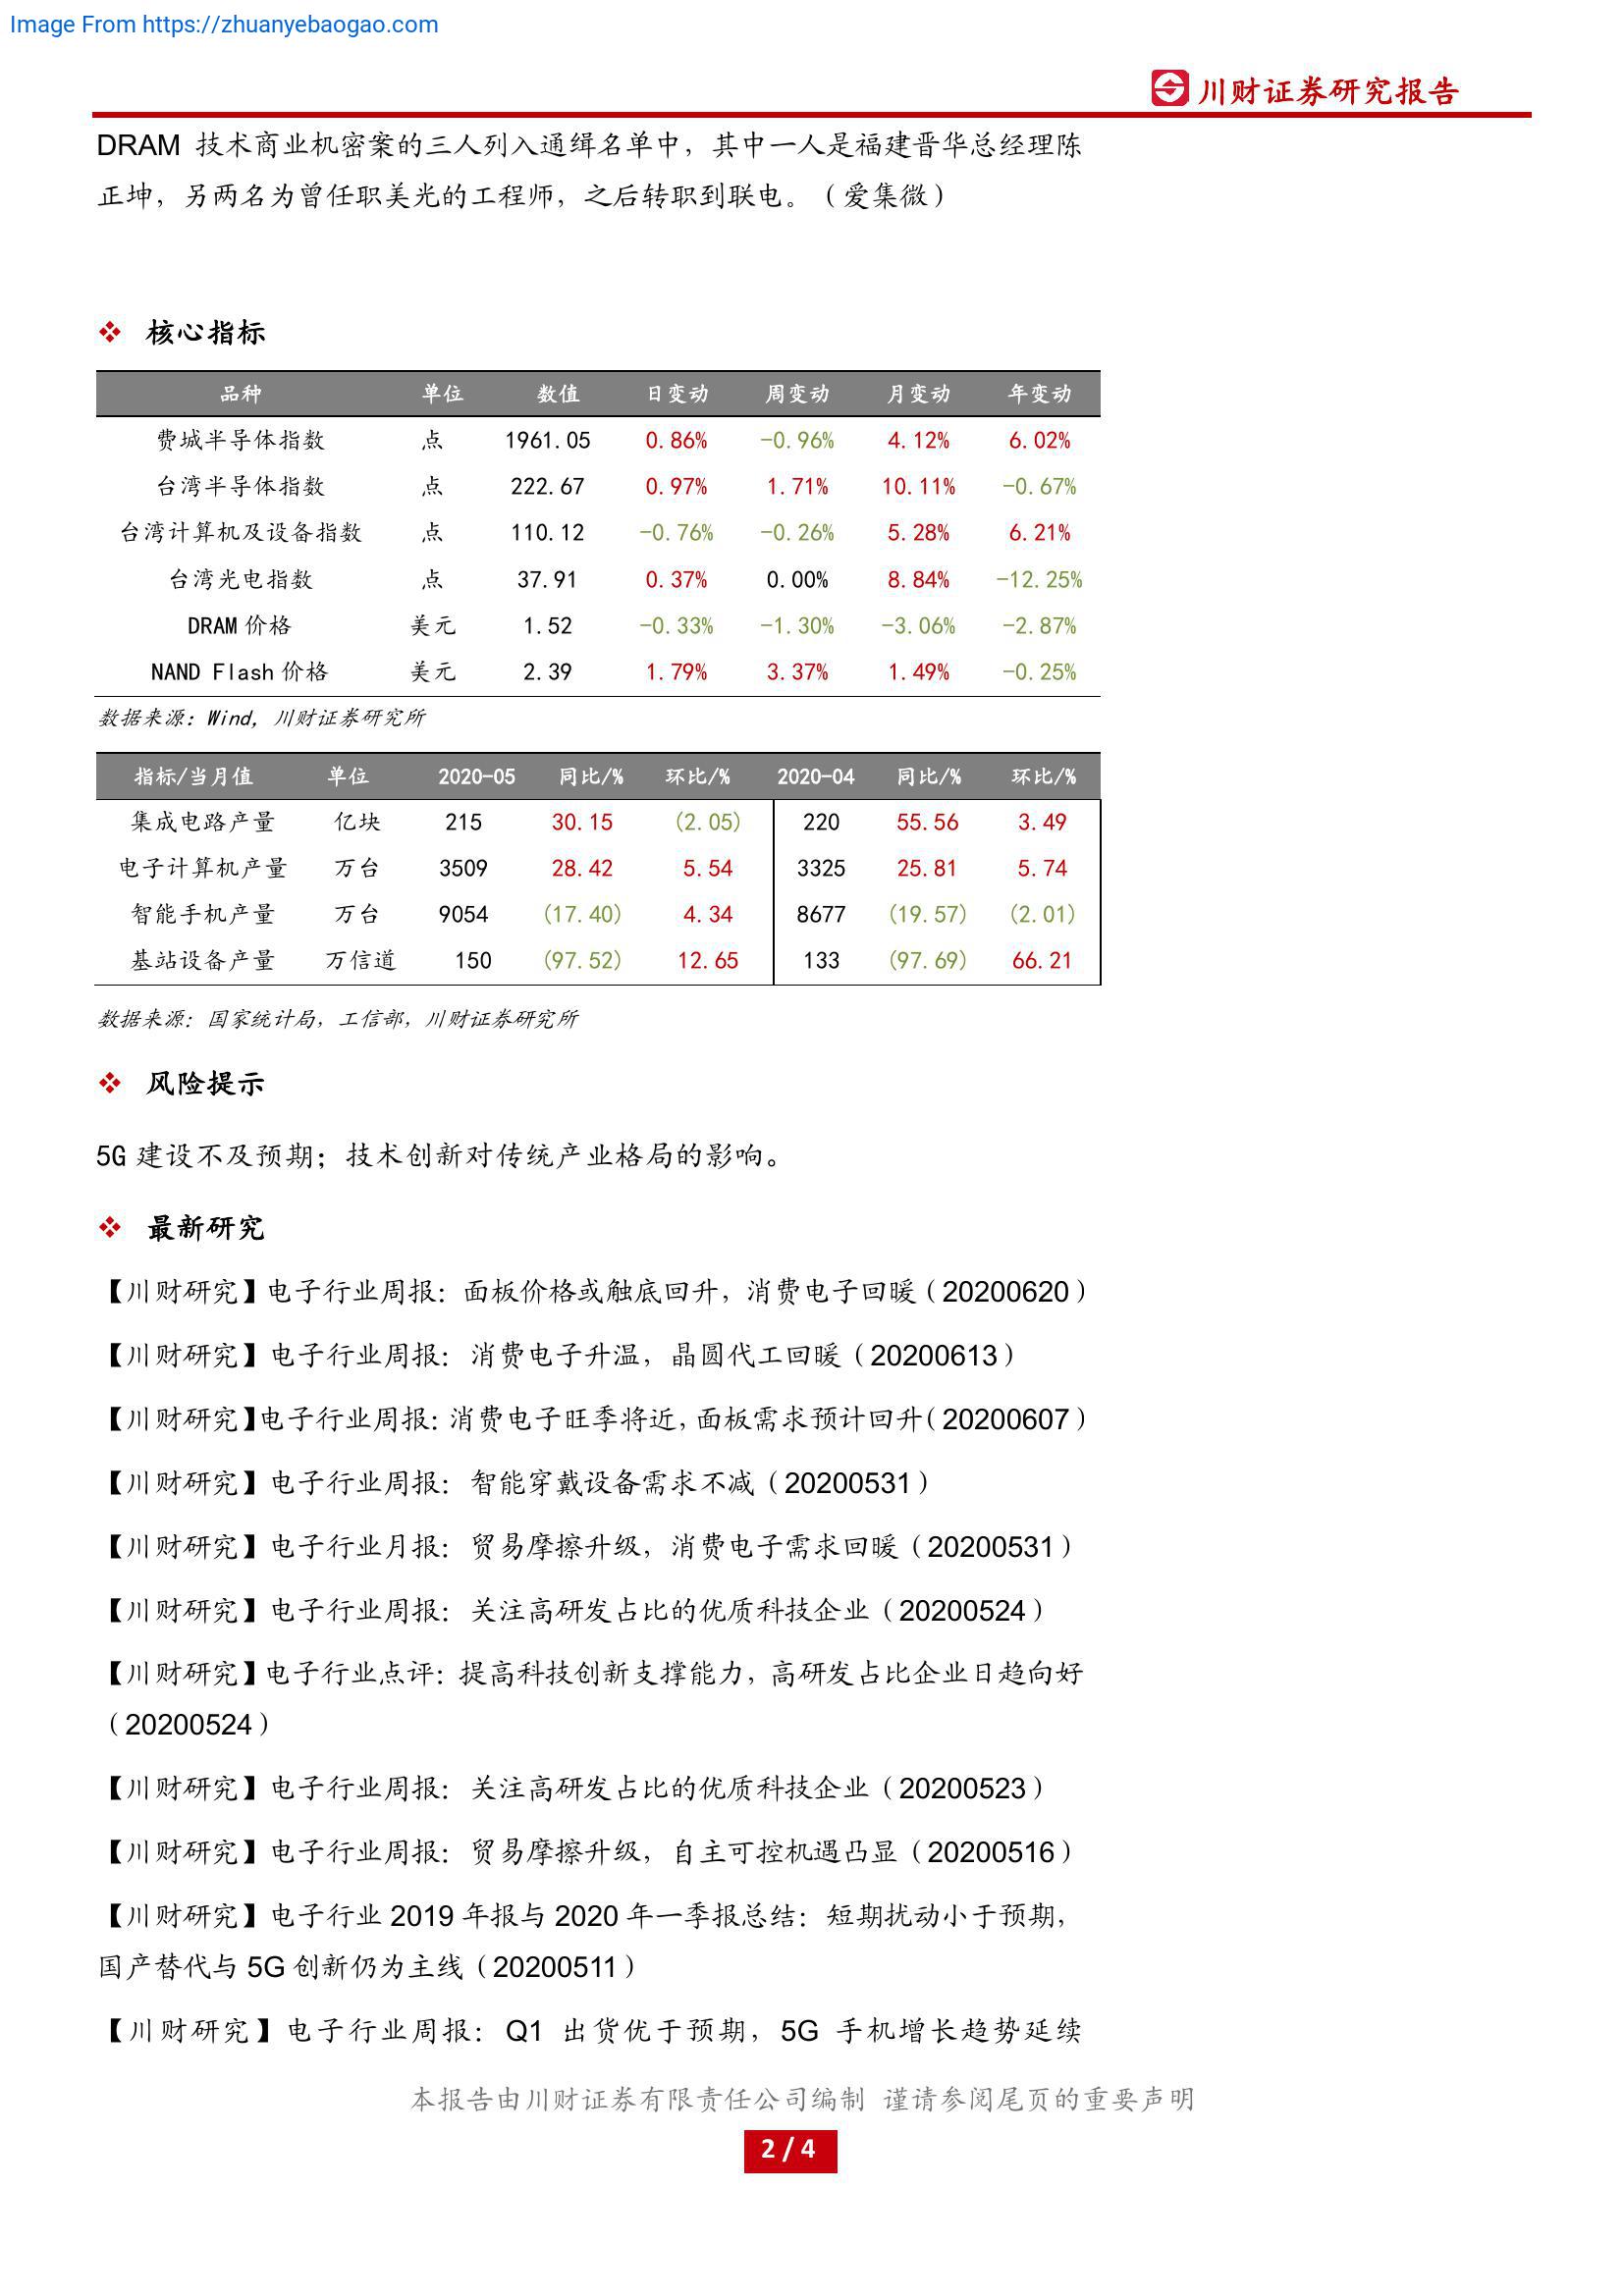 Image From https://zhuanyebaogao.com
川财证券研究报告
DRAM 技术商业机密案的三人列入通缉名单中，其中一人是福建晋华总经理陈
正坤，另两名为曾任职美光的工程师，之后转职到联电。（爱集微）
❖ 核心指标
品种 单位 数值 日变动 周变动 月变动 年变动
费城半导体指数 点 1961.05 0.86% -0.96% 4.12% 6.02%
台湾半导体指数 点 222.67 0.97% 1.71% 10.11% -0.67%
台湾计算机及设备指数 点 110.12 -0.76% -0.26% 5.28% 6.21%
台湾光电指数 点 37.91 0.37% 0.00% 8.84% -12.25%
DRAM 价格 美元 1.52 -0.33% -1.30% -3.06% -2.87%
NAND Flash 价格 美元 2.39 1.79% 3.37% 1.49% -0.25%
数据来源：Wind，川财证券研究所
指标/当月值 单位 2020-05 同比/% 环比/% 2020-04 同比/% 环比/%
集成电路产量 亿块 215 30.15 (2.05) 220 55.56 3.49
电子计算机产量 万台 3509 28.42 5.54 3325 25.81 5.74
智能手机产量 万台 9054 (17.40) 4.34 8677 (19.57) (2.01)
基站设备产量 万信道 150 (97.52) 12.65 133 (97.69) 66.21
数据来源：国家统计局，工信部，川财证券研究所
❖ 风险提示
5G 建设不及预期；技术创新对传统产业格局的影响。
❖ 最新研究
【川财研究】电子行业周报：面板价格或触底回升，消费电子回暖（20200620）
【川财研究】电子行业周报：消费电子升温，晶圆代工回暖（20200613）
【川财研究】电子行业周报：消费电子旺季将近，面板需求预计回升（20200607）
【川财研究】电子行业周报：智能穿戴设备需求不减（20200531）
【川财研究】电子行业月报：贸易摩擦升级，消费电子需求回暖（20200531）
【川财研究】电子行业周报：关注高研发占比的优质科技企业（20200524）
【川财研究】电子行业点评：提高科技创新支撑能力，高研发占比企业日趋向好
（20200524）
【川财研究】电子行业周报：关注高研发占比的优质科技企业（20200523）
【川财研究】电子行业周报：贸易摩擦升级，自主可控机遇凸显（20200516）
【川财研究】电子行业 2019 年报与 2020 年一季报总结：短期扰动小于预期，
国产替代与 5G 创新仍为主线（20200511）
【川财研究】电子行业周报：Q1 出货优于预期，5G 手机增长趋势延续
本报告由川财证券有限责任公司编制 谨请参阅尾页的重要声明
2 / 4